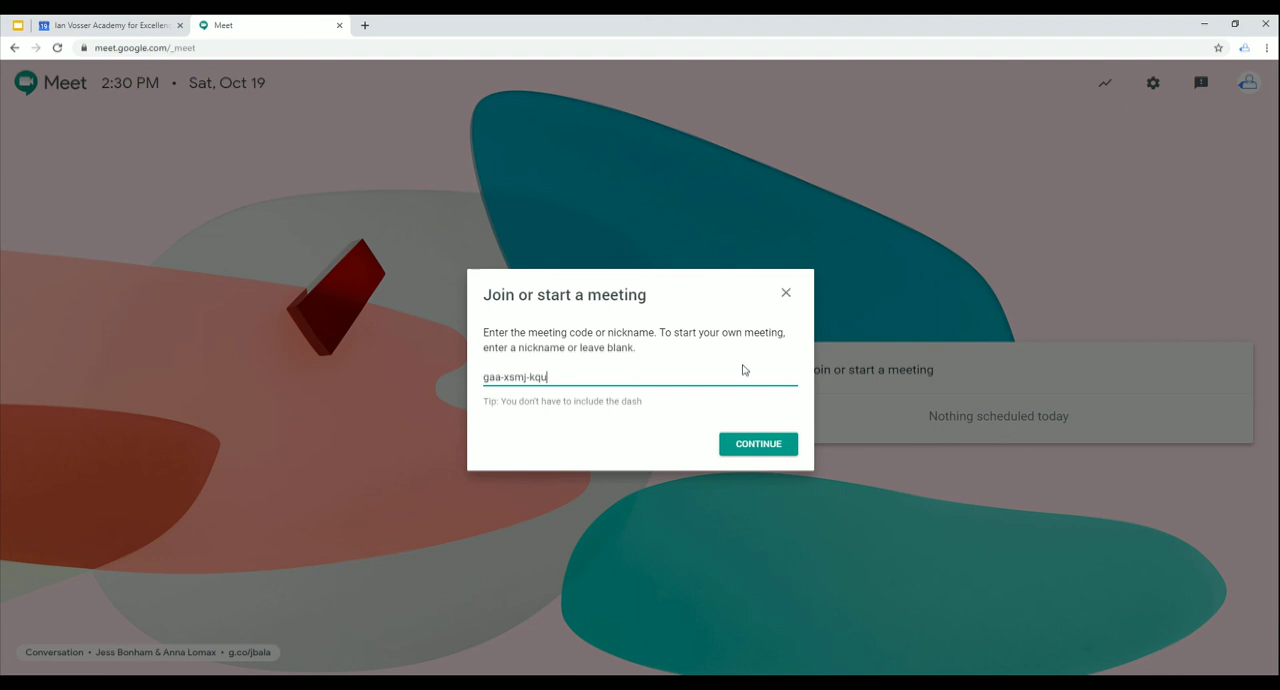 Ian Vosser Academy for Excellen
Meet
meet.google.com/_meet
Meet 2:30 PM • Sat, Oct 19
Join or start a meeting
Enter the meeting code or nickname. To start your own meeting,
enter a nickname or leave blank.
gaa-xsmj-kqu
Tip: You don't have to include the dash
CONTINUE
oin or start a meeting
Nothing scheduled today
Conversation • Jess Bonham & Anna Lomax • g.co/jbala